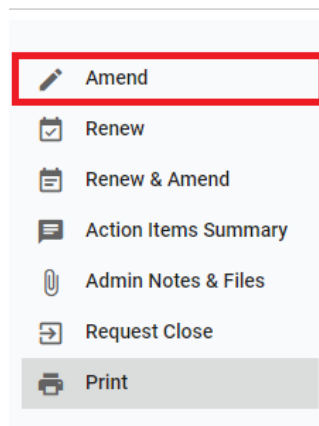 Amend
Renew
Renew & Amend
Action Items Summary
Admin Notes & Files
Request Close
Print